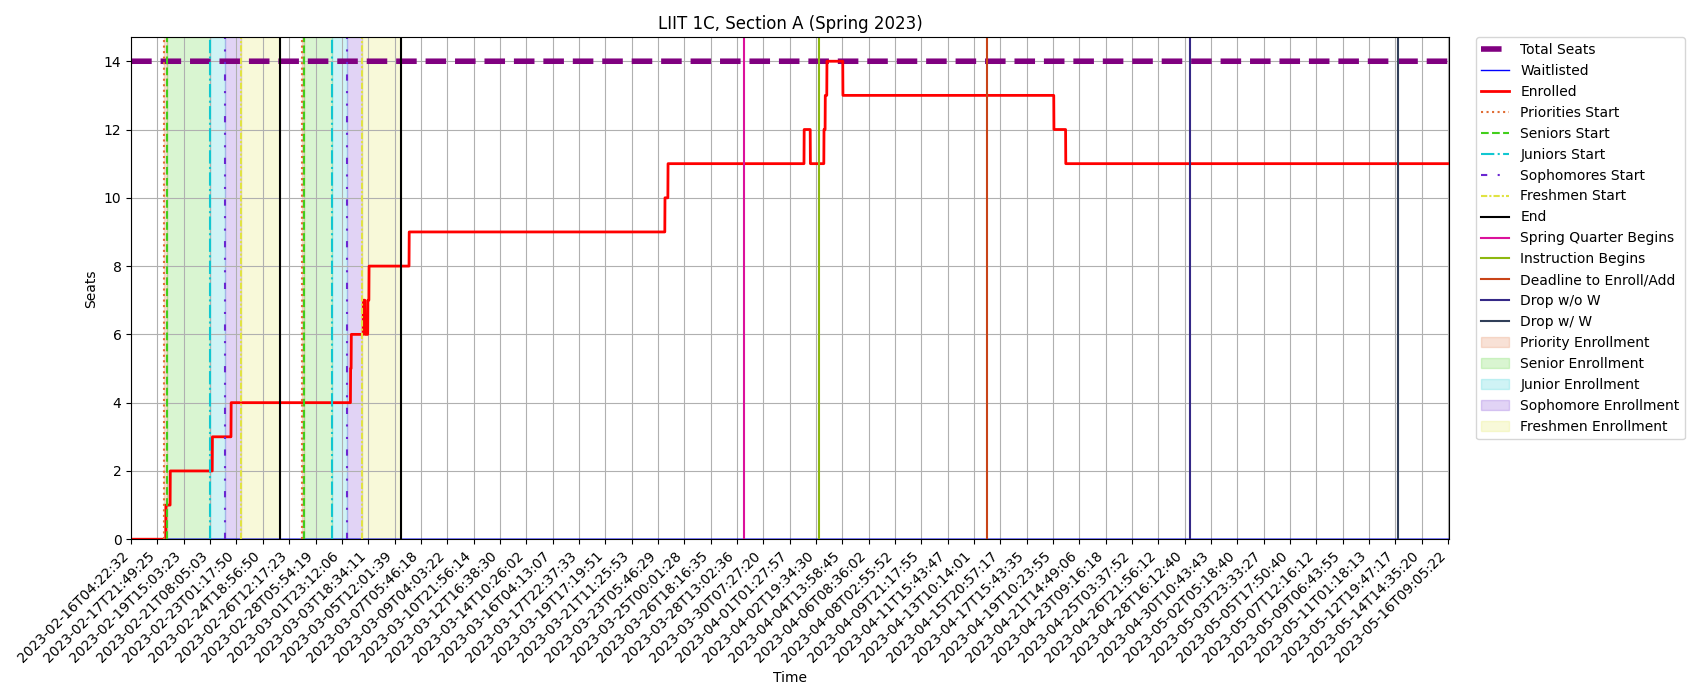 LIIT 1C, Section A (Spring 2023)
Seats
14
12
10
8
6
4
2
0
2023-02-16T04:22:32
2023-02-17T21:49:25
2023-02-19T15:03:23
2023-02-21T08:05:03
2023-02-23T01:17:50
2023-02-24T18:56:50
2023-02-26T12:17:23
2023-02-28T05:54:19
2023-03-01T23:12:06
2023-03-03T18:34:11
2023-03-05T12:01:39
2023-03-07T05:46:18
2023-03-09T04:03:22
2023-03-10T21:56:14
2023-03-12T16:38:30
2023-03-14T10:26:02
2023-03-16T04:13:07
2023-03-17T22:37:33
2023-03-19T17:19:51
2023-03-21T11:25:53
2023-03-23T05:46:29
2023-03-25T00:01:28
2023-03-26T18:16:35
2023-03-28T13:02:36
2023-03-30T07:27:20
2023-04-01T01:27:57
2023-04-02T19:34:30
2023-04-04T13:58:45
2023-04-06T08:36:02
2023-04-08T02:55:52
2023-04-09T21:17:55
2023-04-11T15:43:47
2023-04-13T10:14:01
2023-04-15T20:57:17
2023-04-17T15:43:35
2023-04-19T10:23:55
2023-04-21T14:49:06
2023-04-23T09:16:18
2023-04-25T03:37:52
2023-04-26T21:56:12
2023-04-28T16:12:40
2023-04-30T10:43:43
2023-05-02T05:18:40
2023-05-03T23:33:27
2023-05-05T17:50:40
2023-05-07T12:16:12
2023-05-09T06:43:55
2023-05-11T01:18:13
2023-05-12T19:47:17
2023-05-14T14:35:20
2023-05-16T09:05:22
Time
Total Seats
Waitlisted
Enrolled
Priorities Start
Seniors Start
Juniors Start
Sophomores Start
Freshmen Start
End
Spring Quarter Begins
Instruction Begins
Deadline to Enroll/Add
Drop w/o W
Drop w/ W
Priority Enrollment
Senior Enrollment
Junior Enrollment
Sophomore Enrollment
Freshmen Enrollment